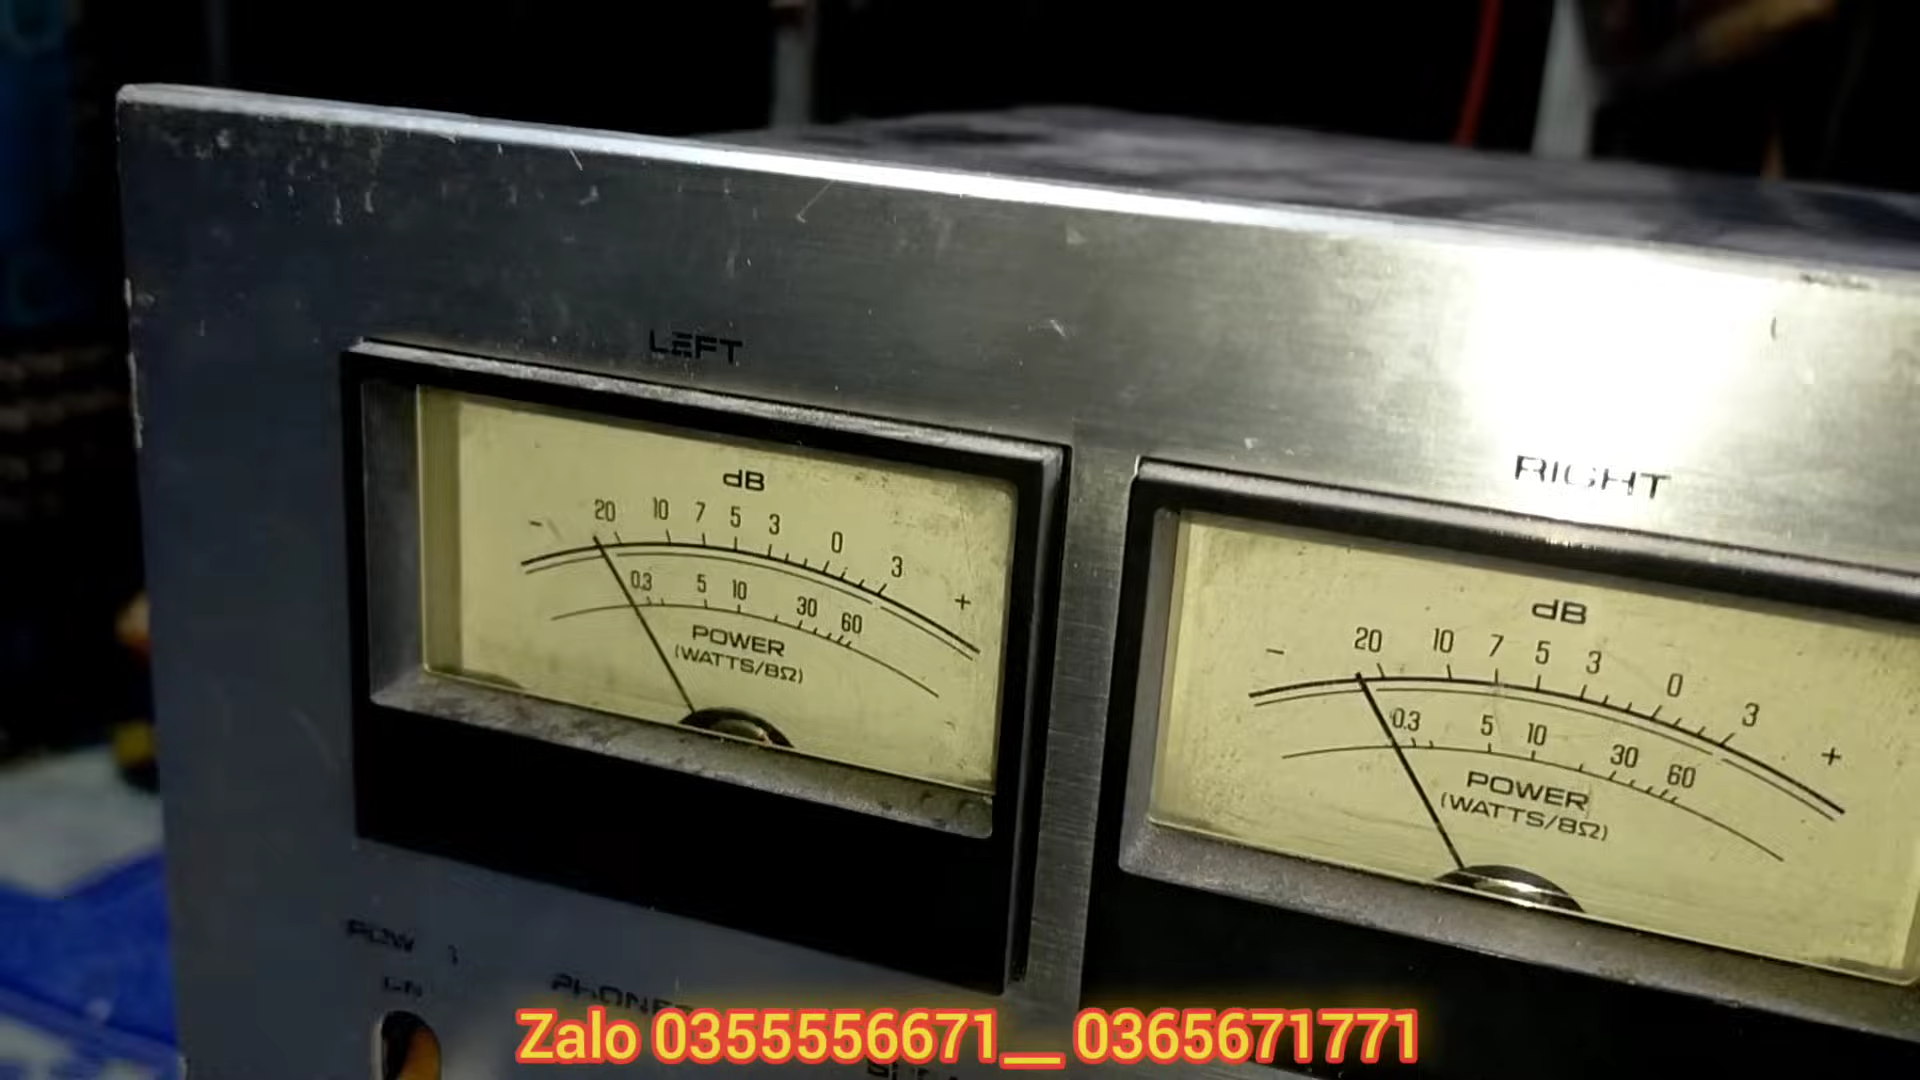 LEFT
dB
- 20 10 7 5 3 0 3 +
0.3 5 10 30 60
POWER
(WATTS/8Ω)
RIGHT
dB
- 20 10 7 5 3 0 3 +
0.3 5 10 30 60
POWER
(WATTS/8Ω)
PHONES
Zalo 0355556671__ 0365671771